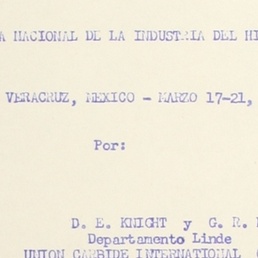 A NACIONAL DE LA INDUSTRIA DEL HI
VERACRUZ, MEXICO - MARZO 17-21,
Por:
D. E. KNIGHT y G. R.
Departamento Linde
UNION CARBIDE INTERNATIONAL